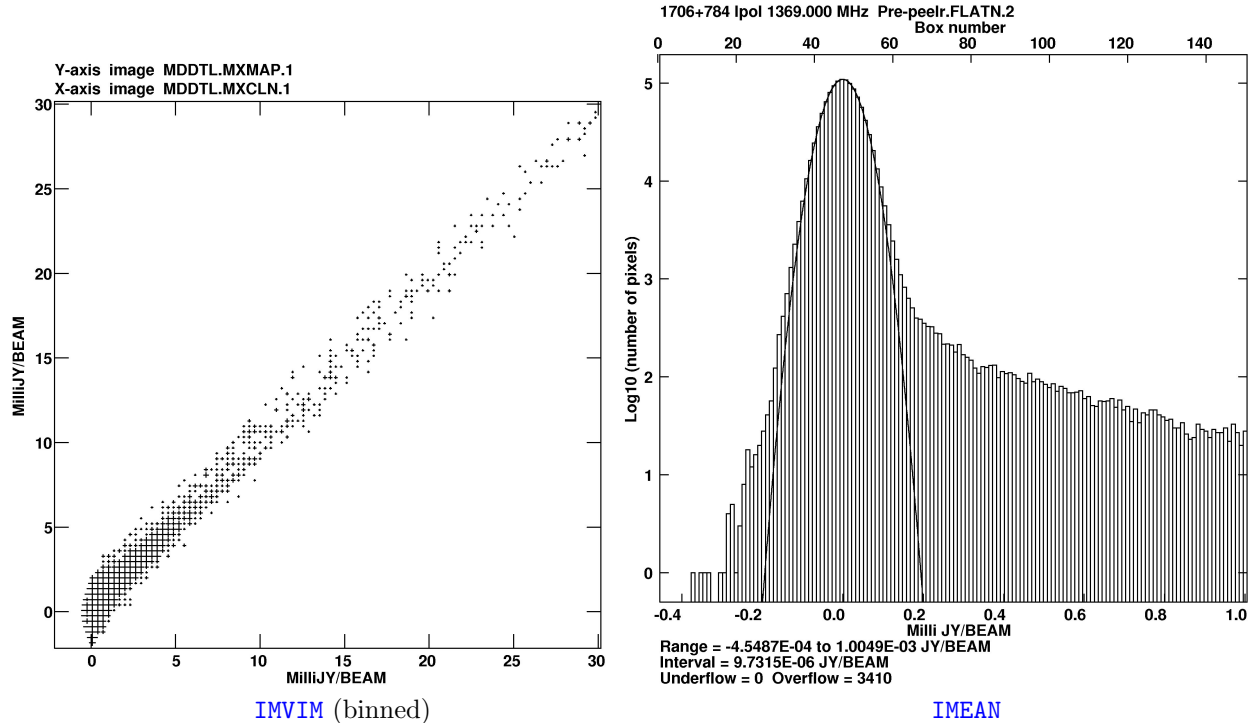 Y-axis image MDDTL.MXMAP.1
X-axis image MDDTL.MXCLN.1
MilliJY/BEAM
30
25
20
15
10
5
0
0 5 10 15 20 25 30
MilliJY/BEAM
IMVIM (binned)
1706+784 Ipol 1369.000 MHz Pre-peelr.FLATN.2
Box number
0 20 40 60 80 100 120 140
Log10 (number of pixels)
5
4
3
2
1
0
-0.4 -0.2 0.0 0.2 0.4 0.6 0.8 1.0
Milli JY/BEAM
Range = -4.5487E-04 to 1.0049E-03 JY/BEAM
Interval = 9.7315E-06 JY/BEAM
Underflow = 0 Overflow = 3410
IMEAN